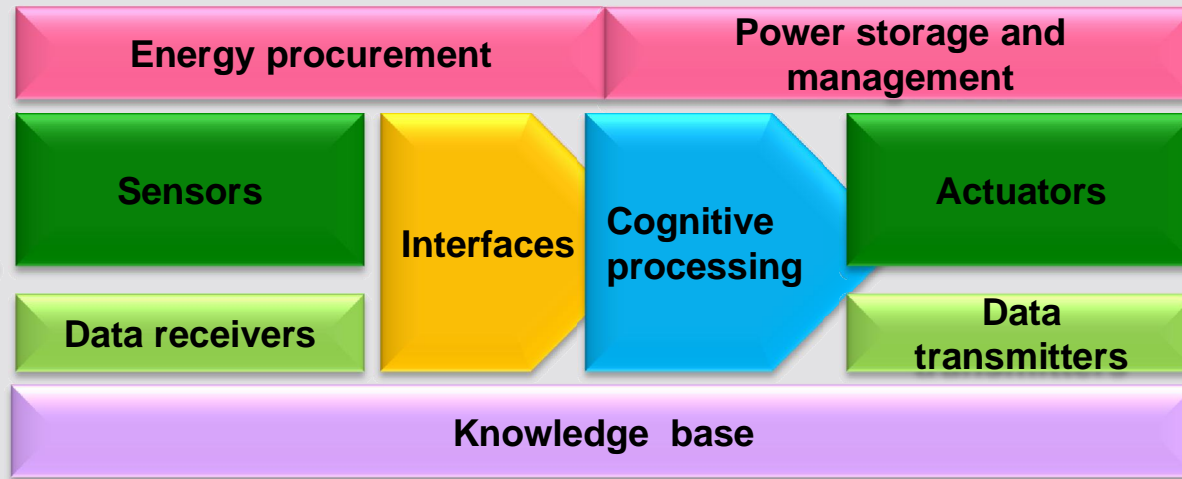 Energy procurement
Power storage and
management
Sensors
Interfaces
Cognitive
processing
Actuators
Data receivers
Data
transmitters
Knowledge base